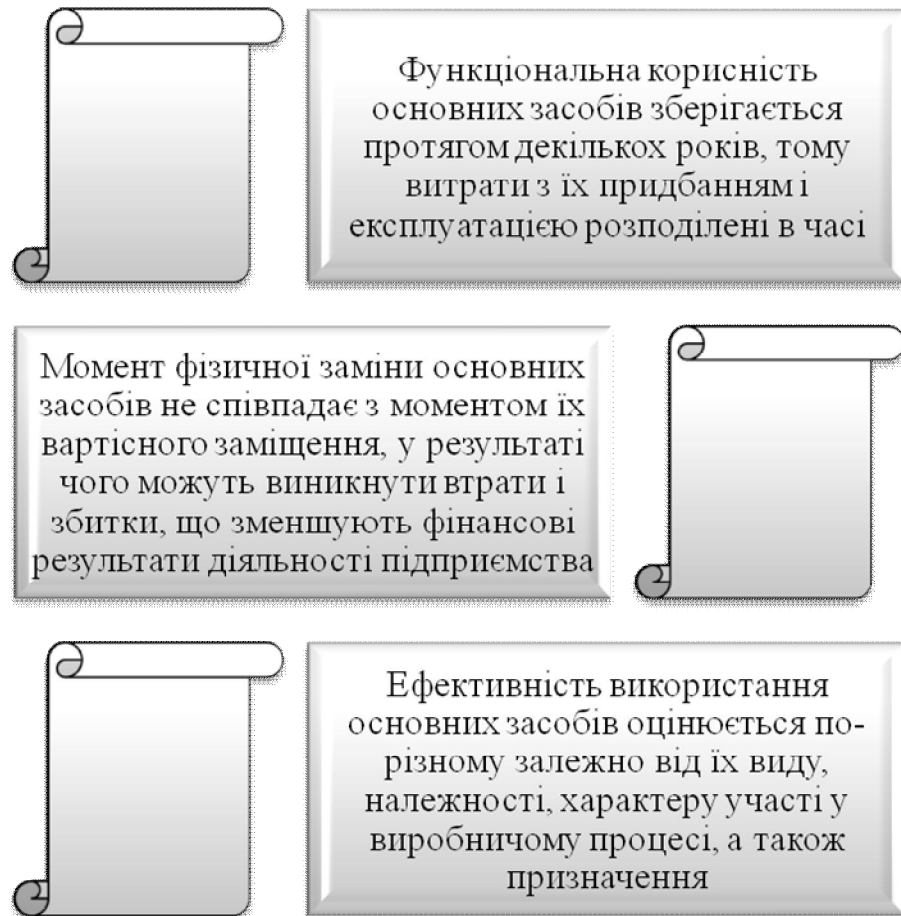 Функціональна корисність
основних засобів зберігається
протягом декількох років, тому
витрати з їх придбанням і
експлуатацією розподілені в часі
Момент фізичної заміни основних
засобів не співпадає з моментом їх
вартісного заміщення, у результаті
чого можуть виникнути втрати і
збитки, що зменшують фінансові
результати діяльності підприємства
Ефективність використання
основних засобів оцінюється по-
різному залежно від їх виду,
належності, характеру участі у
виробничому процесі, а також
призначення